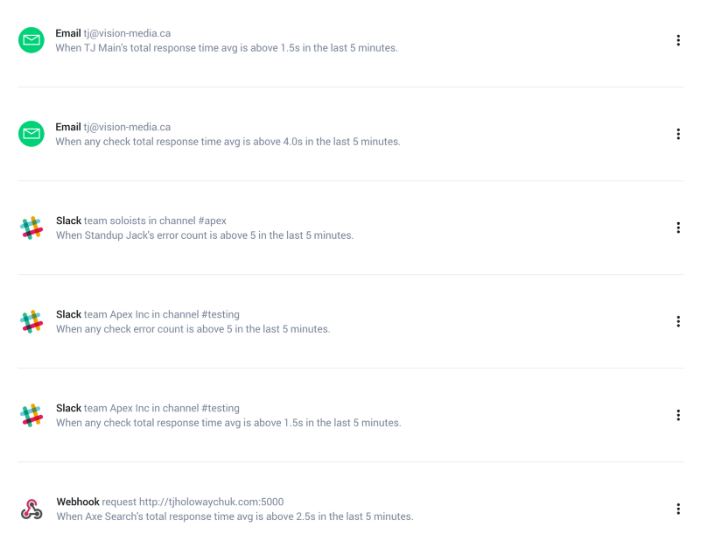 Email tj@vision-media.ca
When TJ Main's total response time avg is above 1.5s in the last 5 minutes.
Email tj@vision-media.ca
When any check total response time avg is above 4.0s in the last 5 minutes.
Slack team soloists in channel #apex
When Standup Jack's error count is above 5 in the last 5 minutes.
Slack team Apex Inc in channel #testing
When any check error count is above 5 in the last 5 minutes.
Slack team Apex Inc in channel #testing
When any check total response time avg is above 1.5s in the last 5 minutes.
Webhook request http://tjholowaychuk.com:5000
When Axe Search's total response time avg is above 2.5s in the last 5 minutes.